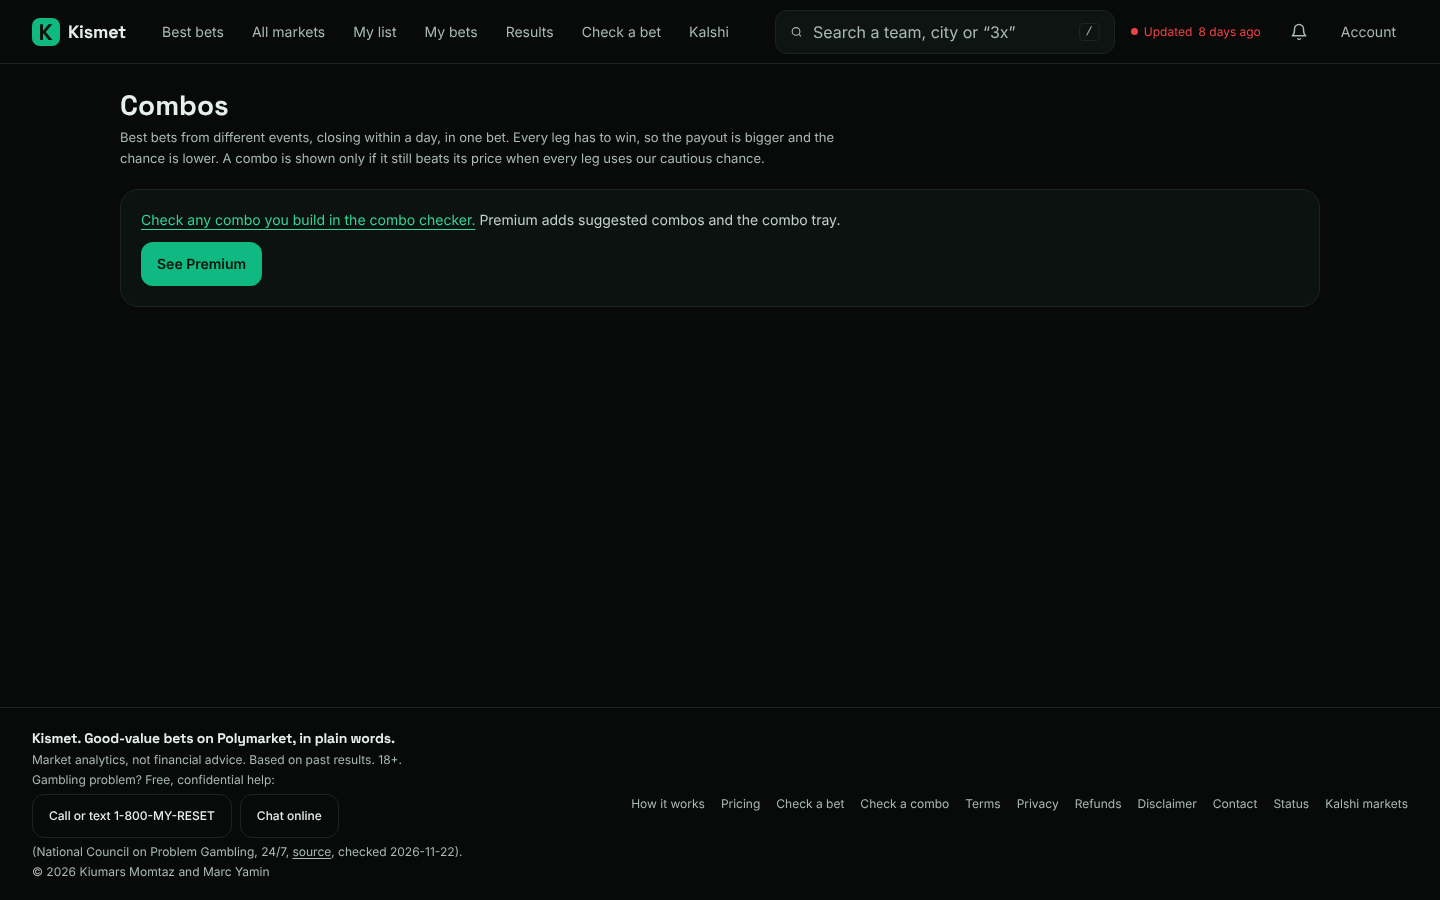 K Kismet Best bets All markets My list My bets Results Check a bet Kalshi Search a team, city or “3x” / Updated 8 days ago Account
Combos
Best bets from different events, closing within a day, in one bet. Every leg has to win, so the payout is bigger and the
chance is lower. A combo is shown only if it still beats its price when every leg uses our cautious chance.
Check any combo you build in the combo checker. Premium adds suggested combos and the combo tray.
See Premium
Kismet. Good-value bets on Polymarket, in plain words.
Market analytics, not financial advice. Based on past results. 18+.
Gambling problem? Free, confidential help:
Call or text 1-800-MY-RESET Chat online
(National Council on Problem Gambling, 24/7, source, checked 2026-11-22).
© 2026 Kiumars Momtaz and Marc Yamin
How it works Pricing Check a bet Check a combo Terms Privacy Refunds Disclaimer Contact Status Kalshi markets